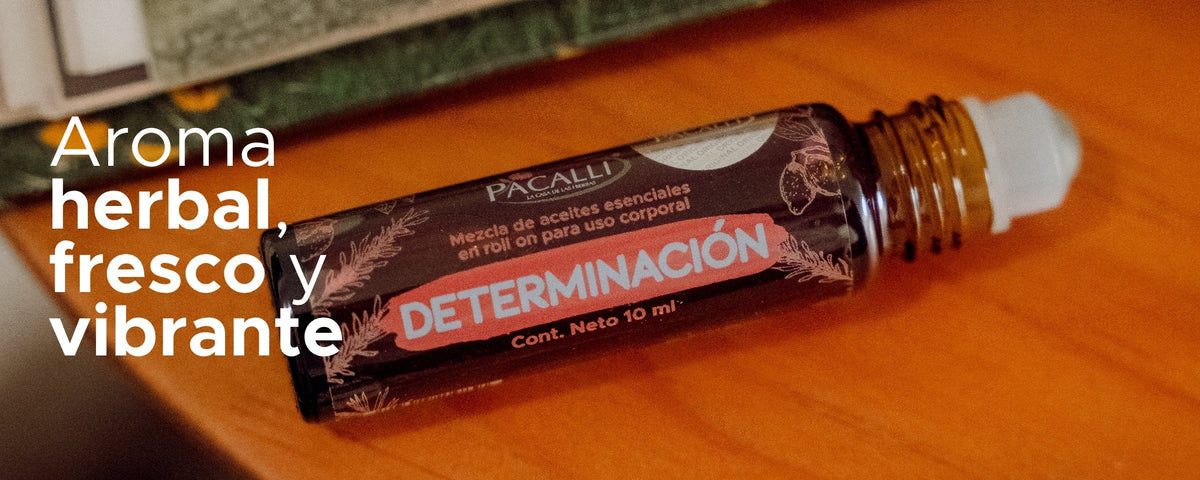 Aroma
herbal,
fresco y
vibrante
PACALLI
PACALLI
LA CASA DE LAS HIERBAS
Mezcla de aceites esenciales
en roll on para uso corporal
DETERMINACIÓN
Cont. Neto 10 ml